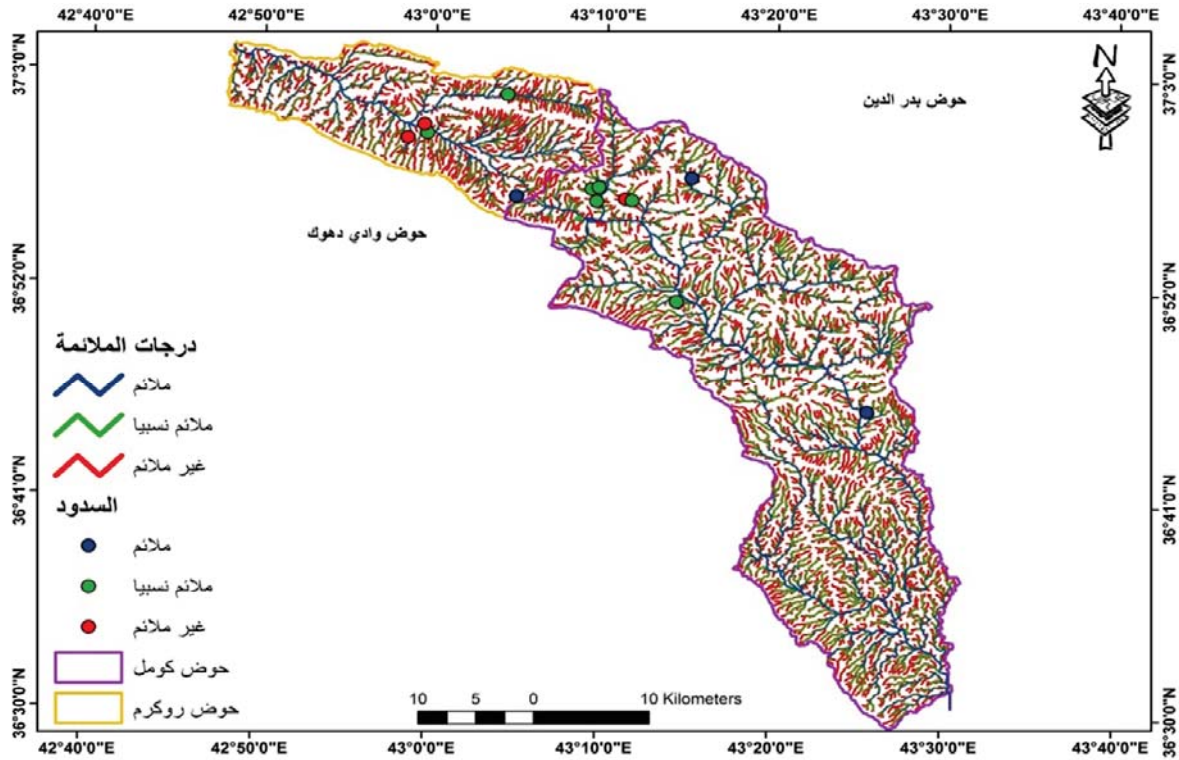 42°40'0"E 42°50'0"E 43°0'0"E 43°10'0"E 43°20'0"E 43°30'0"E 43°40'0"E
37°3'0"N
37°3'0"N
N
حوض بدر الدين
حوض وادي دهوك
36°52'0"N
36°52'0"N
درجات الملائمة
ملائم
ملائم نسبيا
غير ملائم
السدود
ملائم
ملائم نسبيا
غير ملائم
حوض كومل
حوض روكرم
36°41'0"N
36°41'0"N
10 5 0 10 Kilometers
36°30'0"N
36°30'0"N
42°40'0"E 42°50'0"E 43°0'0"E 43°10'0"E 43°20'0"E 43°30'0"E 43°40'0"E